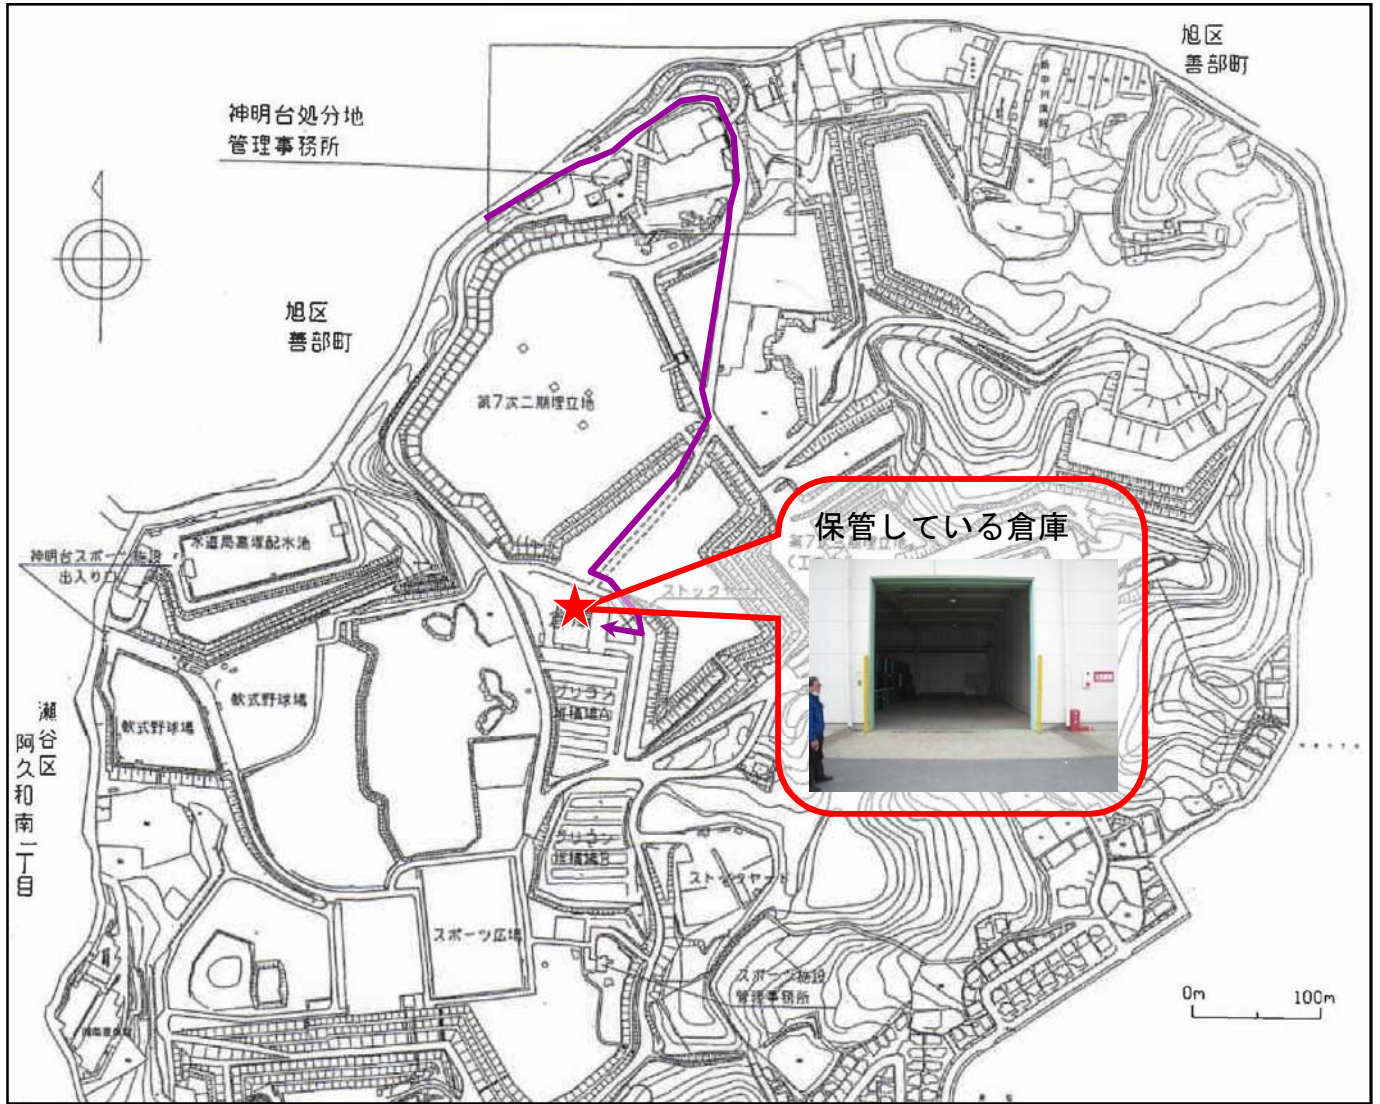 旭区
善部町
神明台処分地
管理事務所
旭区
善部町
第7次二期埋立地
保管している倉庫
水道局高塚配水池
神明台スポーツ施設
出入り口
軟式野球場
軟式野球場
瀬谷区
阿久和南一丁目
ストックヤード
スポーツ広場
スポーツ施設
管理事務所
0m
100m